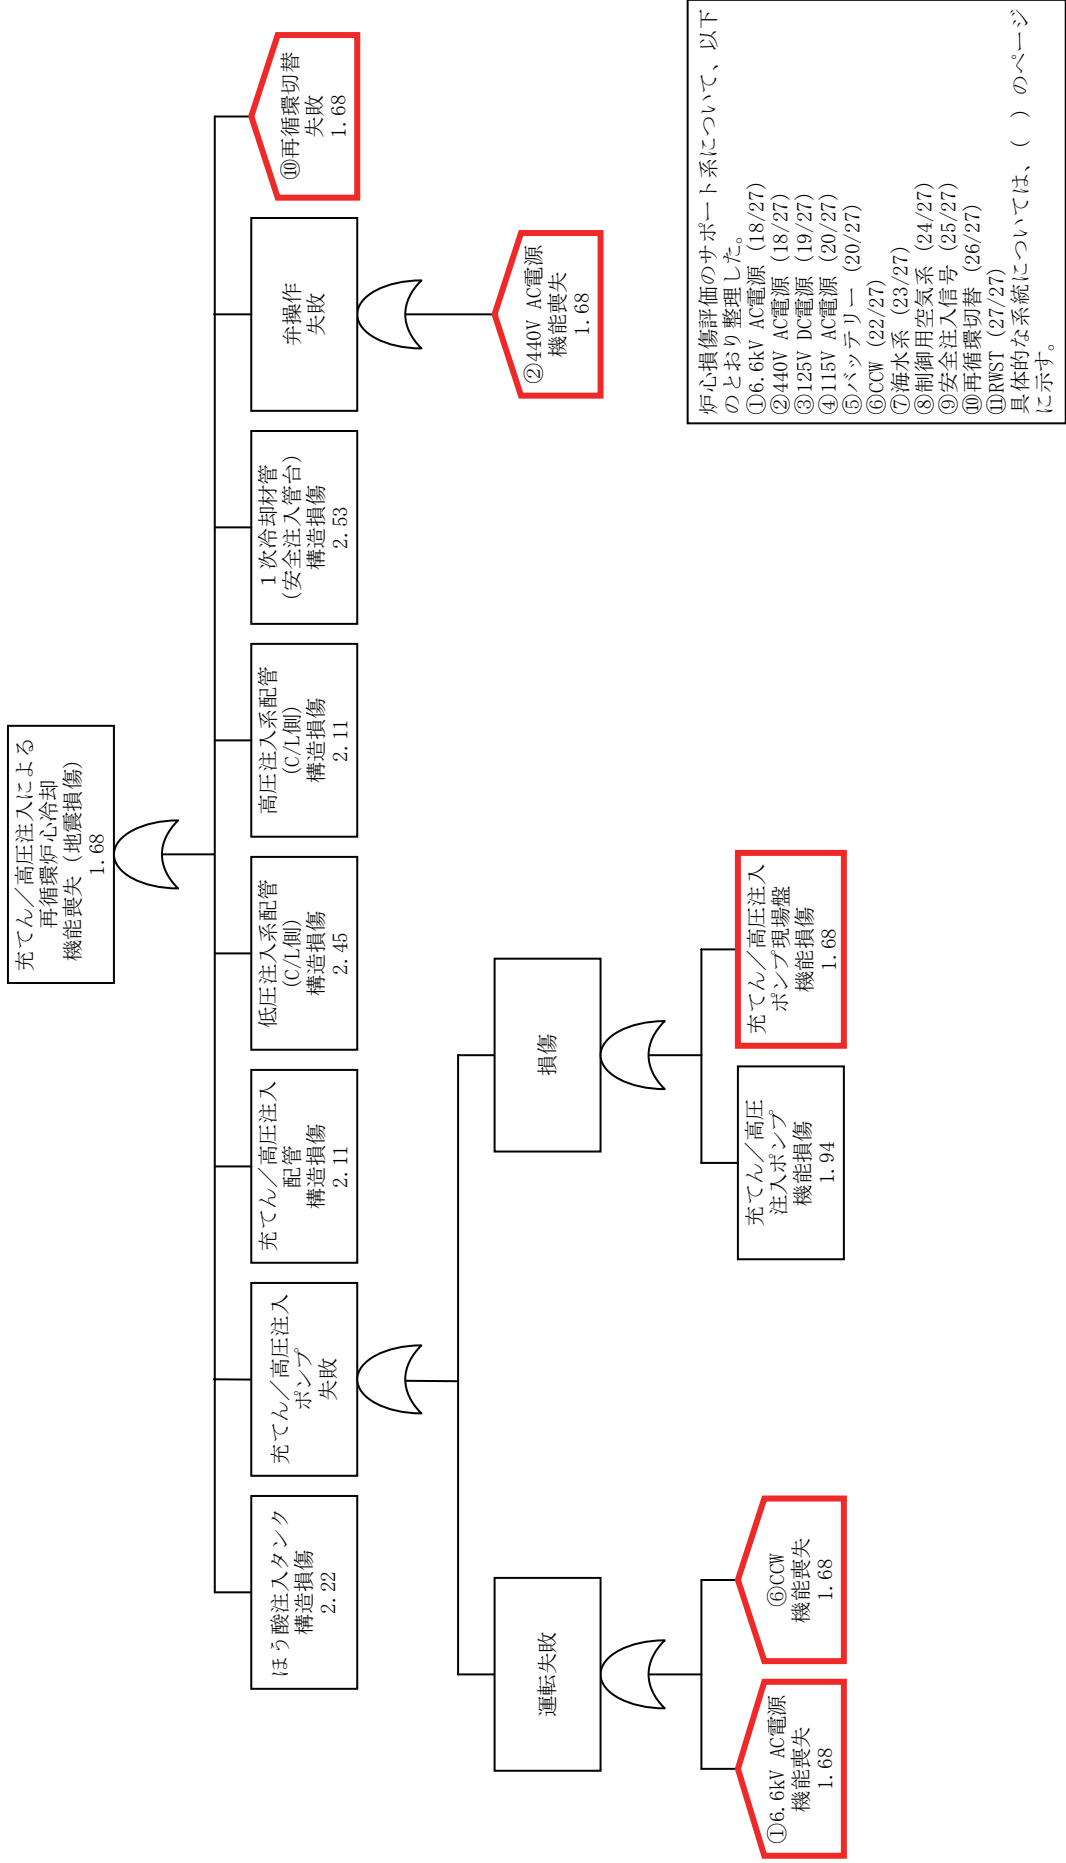 充てん／高圧注入による
再循環炉心冷却
機能喪失（地震損傷）
1.68
ほう酸注入タンク
構造損傷
2.22
充てん／高圧注入
ポンプ
失敗
充てん／高圧注入
配管
構造損傷
2.11
低圧注入系配管
(C/L側)
構造損傷
2.45
高圧注入系配管
(C/L側)
構造損傷
2.11
１次冷却材管
(安全注入管台)
構造損傷
2.53
弁操作
失敗
⑩再循環切替
失敗
1.68
運転失敗
損傷
②440V AC電源
機能喪失
1.68
①6.6kV AC電源
機能喪失
1.68
⑥CCW
機能喪失
1.68
充てん／高圧
注入ポンプ
機能損傷
1.94
充てん／高圧注入
ポンプ現場盤
機能損傷
1.68
炉心損傷評価のサポート系について、以下
のとおり整理した。
①6.6kV AC電源 (18/27)
②440V AC電源 (18/27)
③125V DC電源 (19/27)
④115V AC電源 (20/27)
⑤バッテリー (20/27)
⑥CCW (22/27)
⑦海水系 (23/27)
⑧制御用空気系 (24/27)
⑨安全注入信号 (25/27)
⑩再循環切替 (26/27)
⑪RWST (27/27)
具体的な系統については、( ) のページ
に示す。